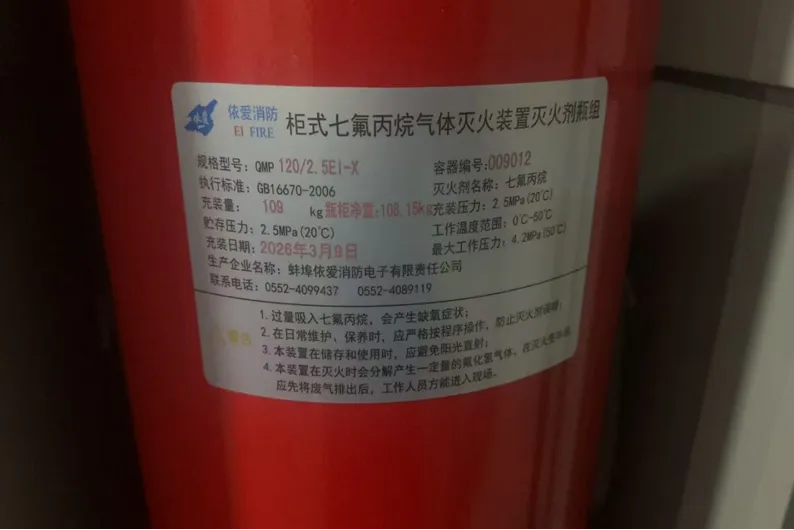 依爱消防
EI FIRE
柜式七氟丙烷气体灭火装置灭火剂瓶组
规格型号：QMP 120/2.5EI-X
容器编号：009012
执行标准：GB16670-2006
灭火剂名称：七氟丙烷
充装量： 109 kg 瓶柜净重：108.15kg
充装压力：2.5MPa(20℃)
贮存压力：2.5MPa(20℃)
工作温度范围：0℃-50℃
充装日期：2026年3月9日
最大工作压力：4.2MPa(50℃)
生产企业名称：蚌埠依爱消防电子有限责任公司
联系电话：0552-4099437 0552-4089119
1.过量吸入七氟丙烷，会产生缺氧症状；
2.在日常维护、保养时，应严格按程序操作，防止灭火剂误喷；
3.本装置在储存和使用时，应避免阳光直射；
4.本装置在灭火时会分解产生一定量的氟化氢气体，在灭火
应先将废气排出后，工作人员方能进入现场。